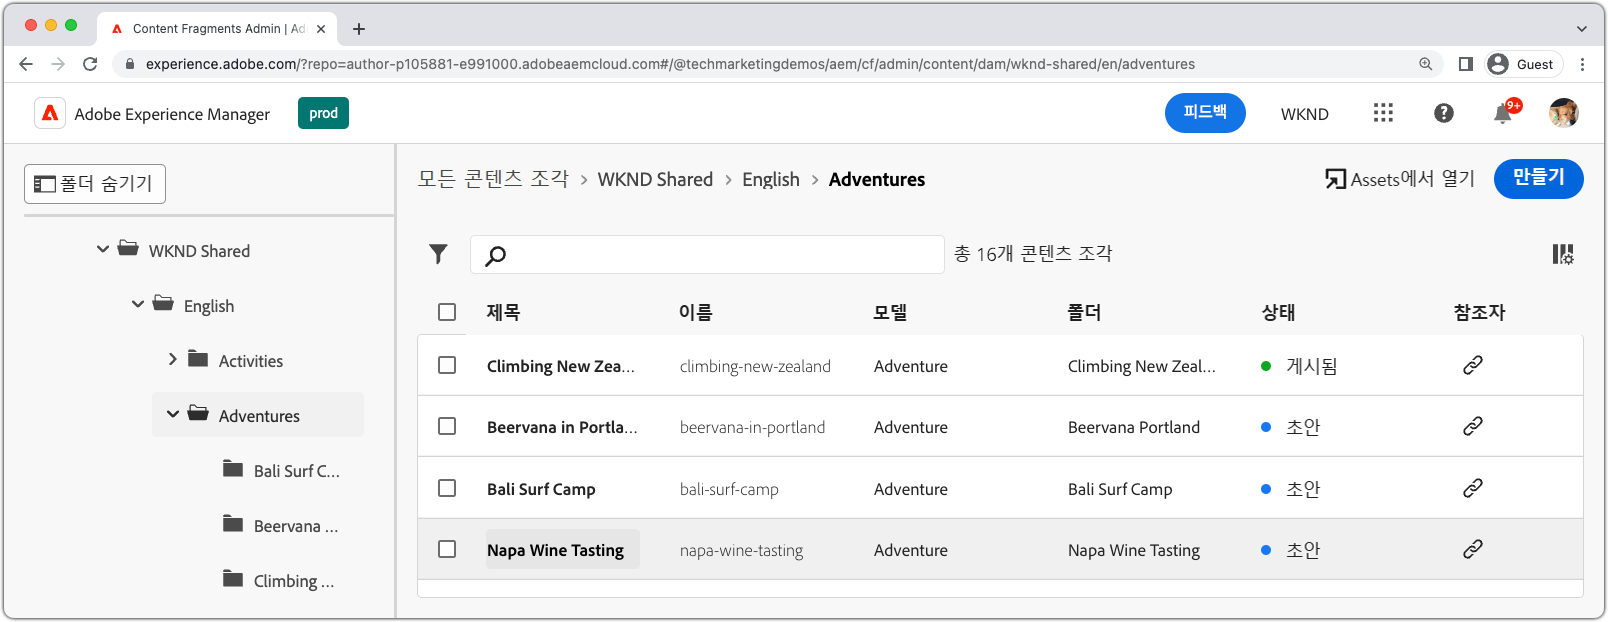 Content Fragments Admin | Ad
experience.adobe.com/?repo=author-p105881-e991000.adobeaemcloud.com#/@techmarketingdemos/aem/cf/admin/content/dam/wknd-shared/en/adventures
Guest
Adobe Experience Manager
prod
피드백
WKND
9+
폴더 숨기기
모든 콘텐츠 조각 > WKND Shared > English > Adventures
Assets에서 열기
만들기
WKND Shared
English
Activities
Adventures
Bali Surf C...
Beervana ...
Climbing ...
총 16개 콘텐츠 조각
제목 이름 모델 폴더 상태 참조자
Climbing New Zea... climbing-new-zealand Adventure Climbing New Zeal... 게시됨
Beervana in Portla... beervana-in-portland Adventure Beervana Portland 초안
Bali Surf Camp bali-surf-camp Adventure Bali Surf Camp 초안
Napa Wine Tasting napa-wine-tasting Adventure Napa Wine Tasting 초안